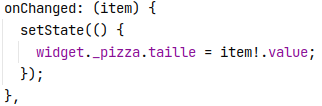 onChanged: (item) {
setState(() {
widget._pizza.taille = item!.value;
});
},